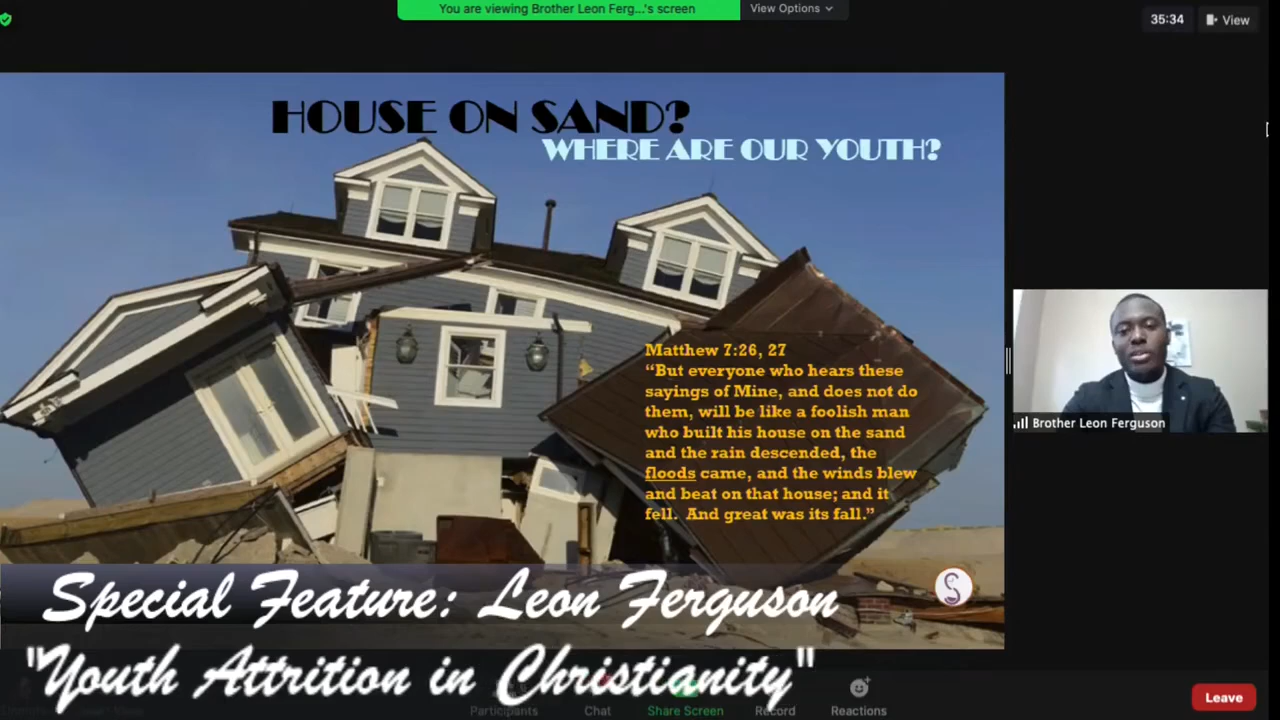 You are viewing Brother Leon Ferg...'s screen
View Options
35:34
View
HOUSE ON SAND?
WHERE ARE OUR YOUTH?
Matthew 7:26, 27
“But everyone who hears these
sayings of Mine, and does not do
them, will be like a foolish man
who built his house on the sand
and the rain descended, the
floods came, and the winds blew
and beat on that house; and it
fell.  And great was its fall.”
Brother Leon Ferguson
Special Feature: Leon Ferguson
"Youth Attrition in Christianity"
Participants
Chat
Share Screen
Record
Reactions
Leave